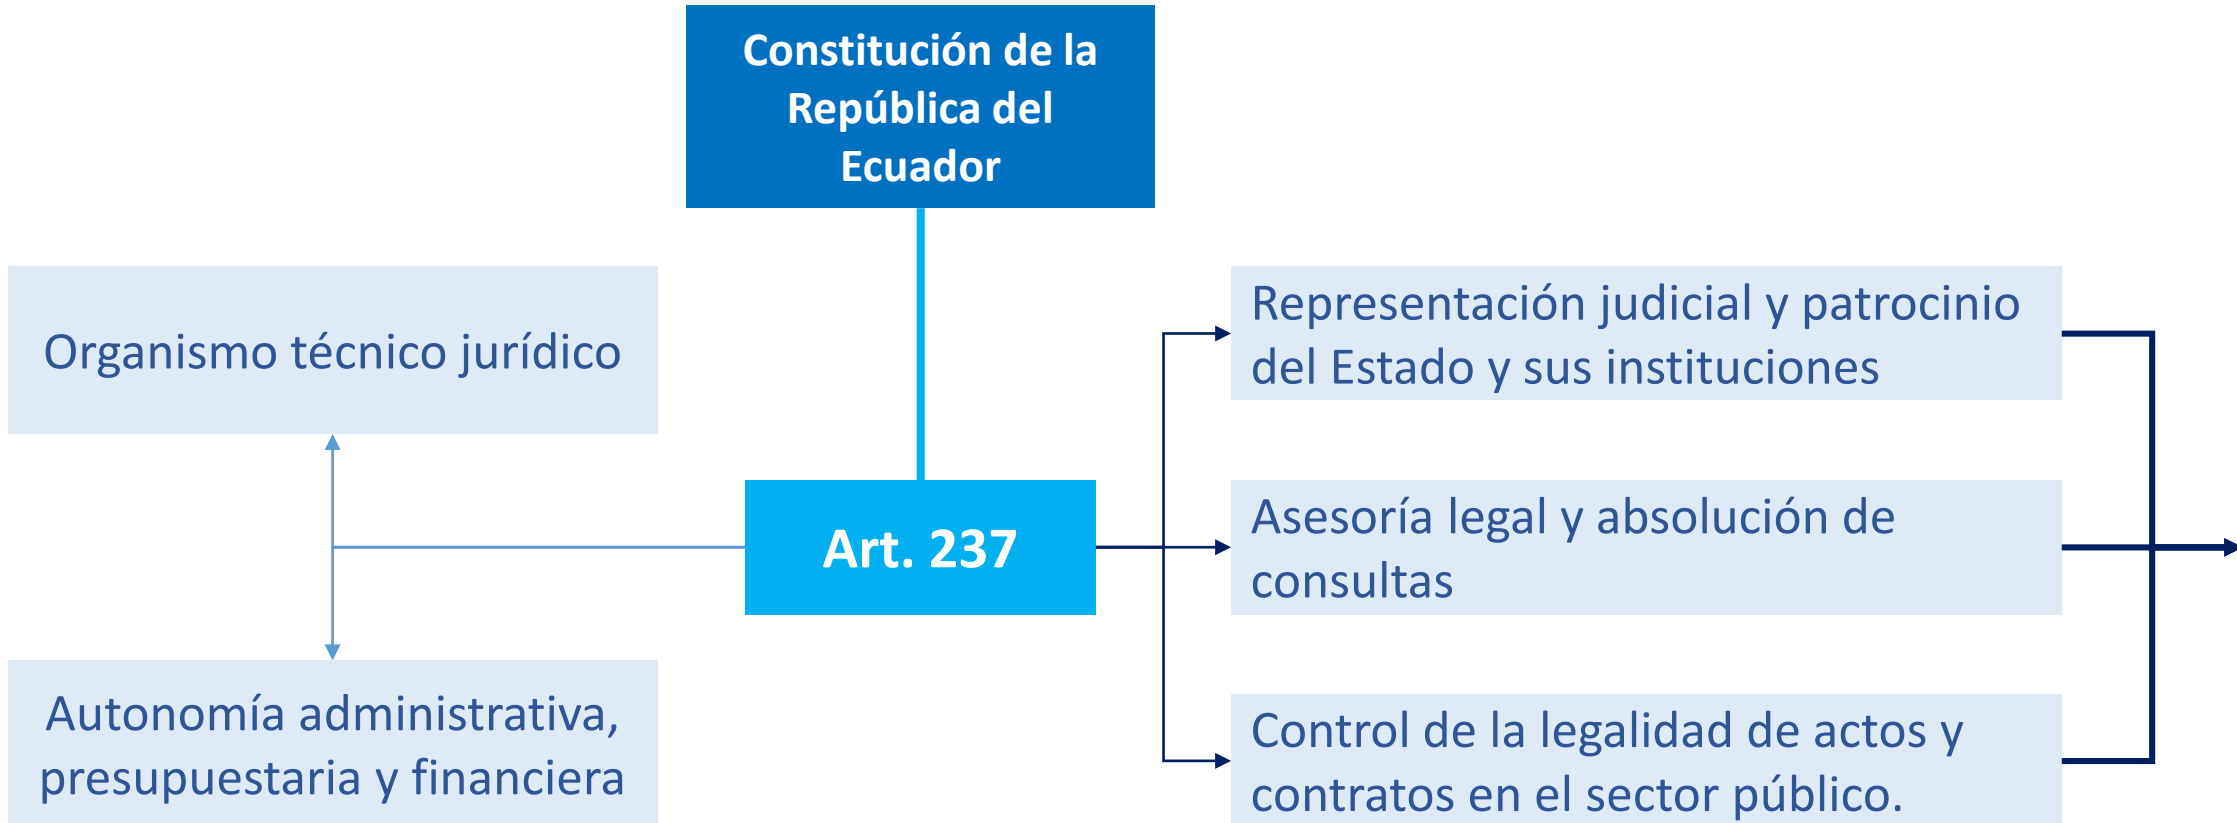 Constitución de la
República del
Ecuador
Organismo técnico jurídico
Art. 237
Autonomía administrativa,
presupuestaria y financiera
Representación judicial y patrocinio
del Estado y sus instituciones
Asesoría legal y absolución de
consultas
Control de la legalidad de actos y
contratos en el sector público.